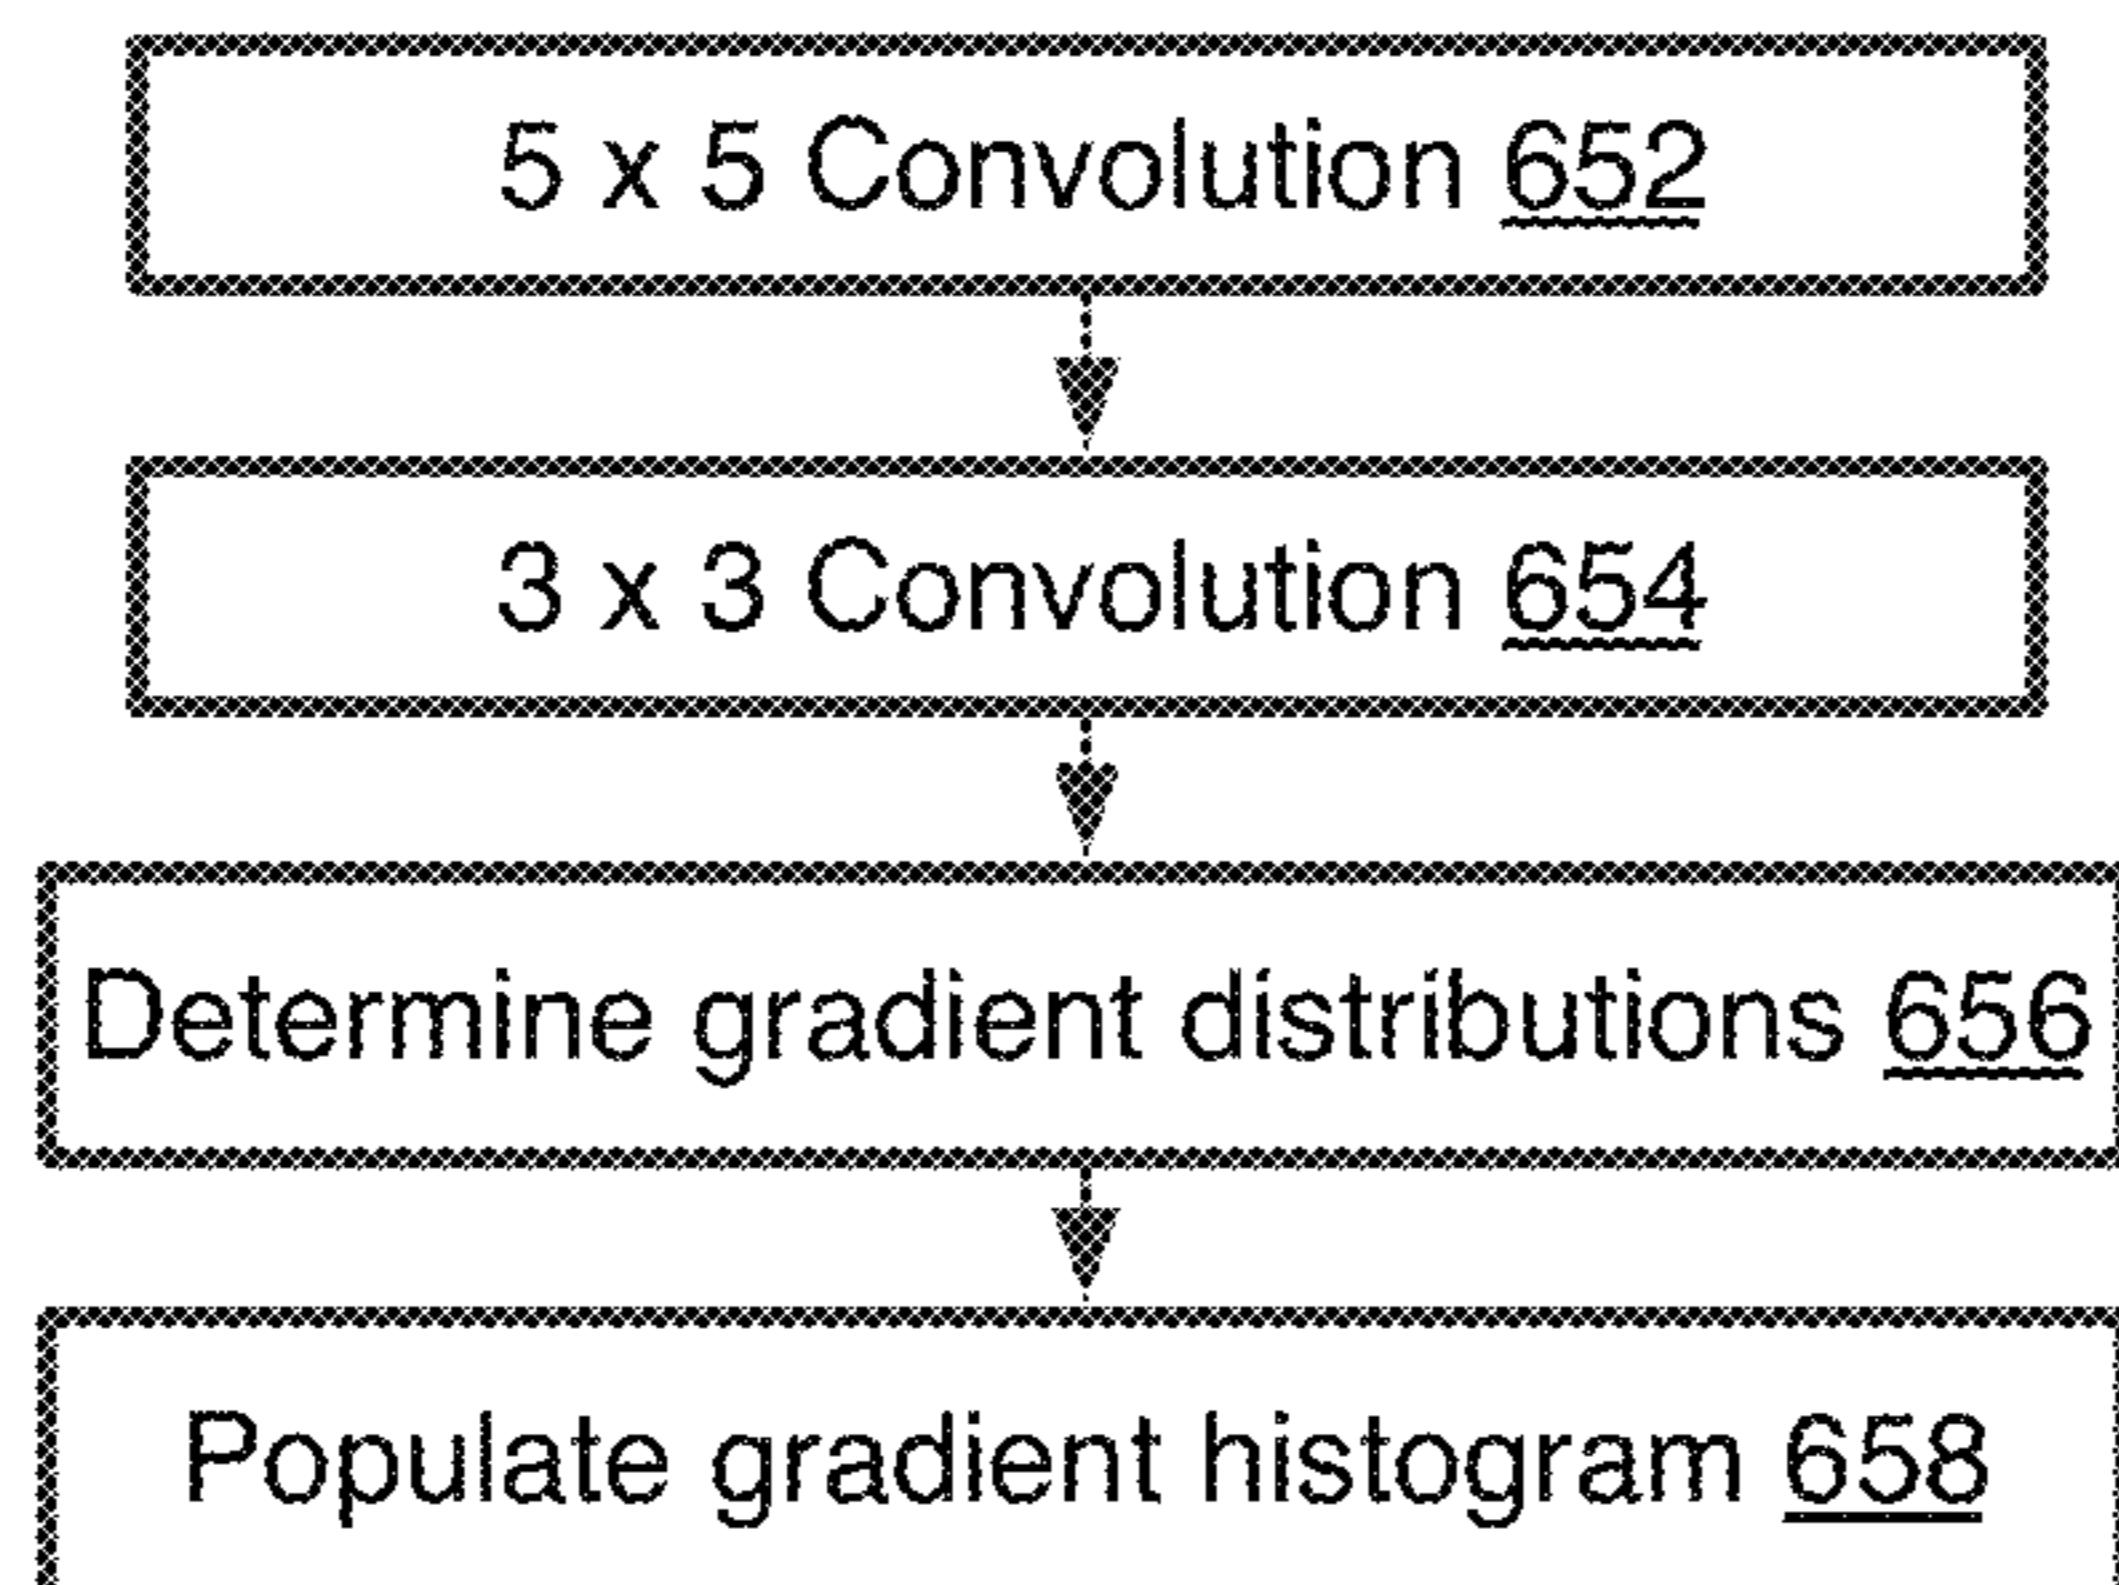 5 x 5 Convolution 652
3 x 3 Convolution 654
Determine gradient distributions 656
Populate gradient histogram 658